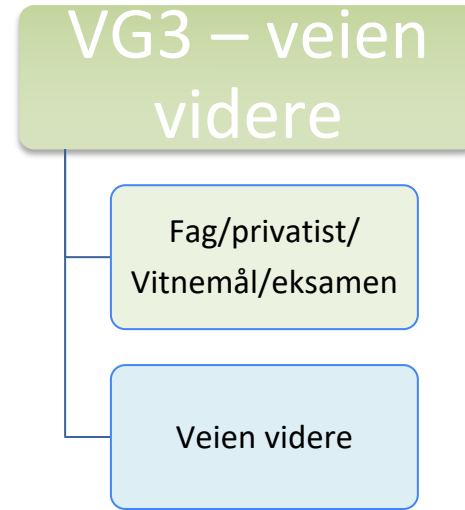 VG3 – veien
videre
Fag/privatist/
Vitnemål/eksamen
Veien videre